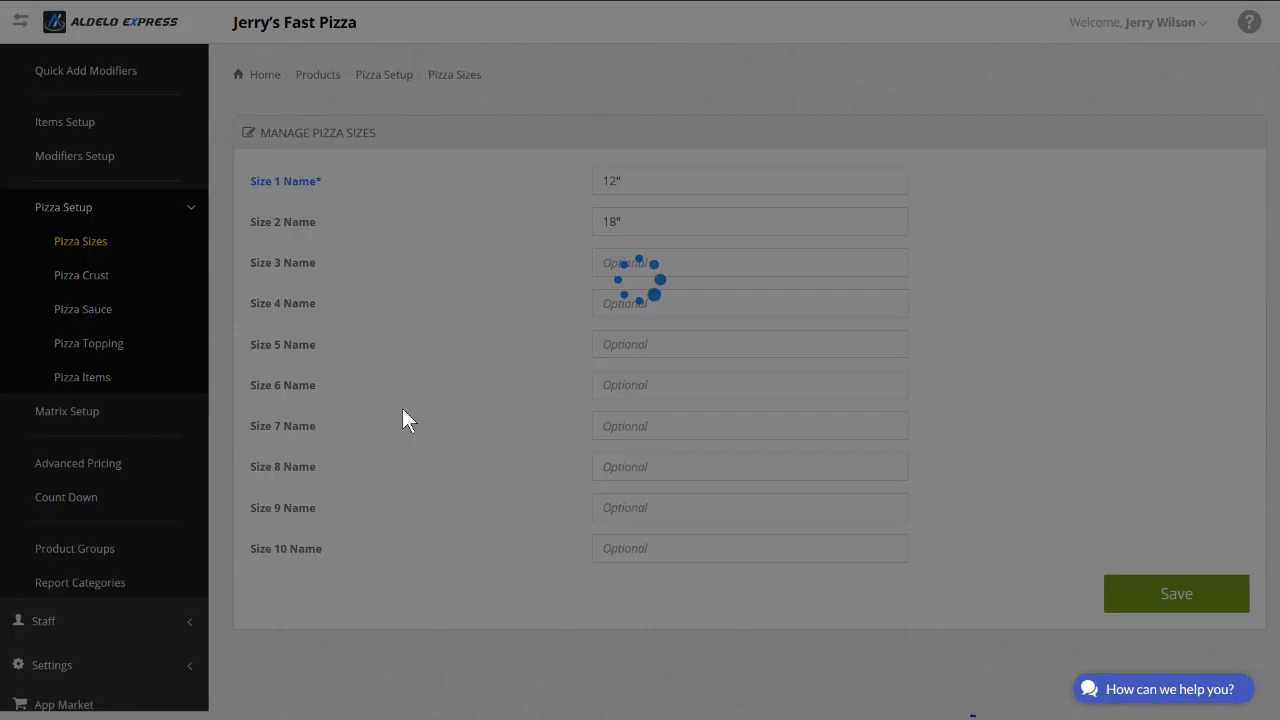 ALDELO EXPRESS
Jerry's Fast Pizza
Welcome, Jerry Wilson
?
Quick Add Modifiers
Items Setup
Modifiers Setup
Pizza Setup
Pizza Sizes
Pizza Crust
Pizza Sauce
Pizza Topping
Pizza Items
Matrix Setup
Advanced Pricing
Count Down
Product Groups
Report Categories
Staff
Settings
App Market
Home Products Pizza Setup Pizza Sizes
MANAGE PIZZA SIZES
Size 1 Name* 12"
Size 2 Name 18"
Size 3 Name Optional
Size 4 Name Optional
Size 5 Name Optional
Size 6 Name Optional
Size 7 Name Optional
Size 8 Name Optional
Size 9 Name Optional
Size 10 Name Optional
Save
How can we help you?